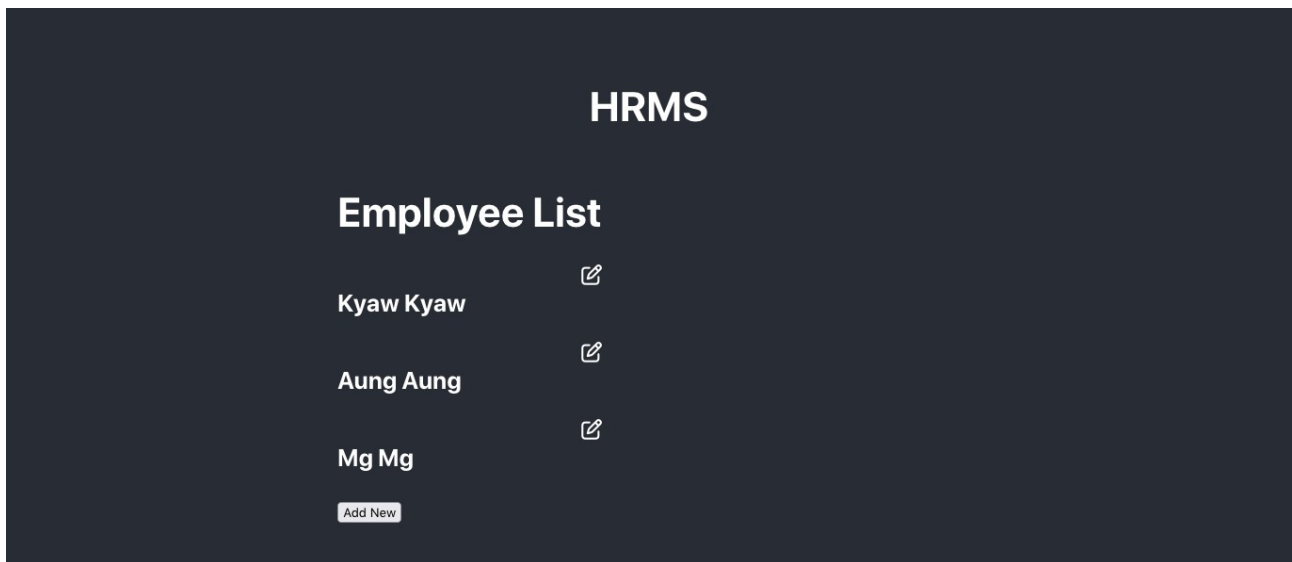 HRMS
Employee List
Kyaw Kyaw
Aung Aung
Mg Mg
Add New